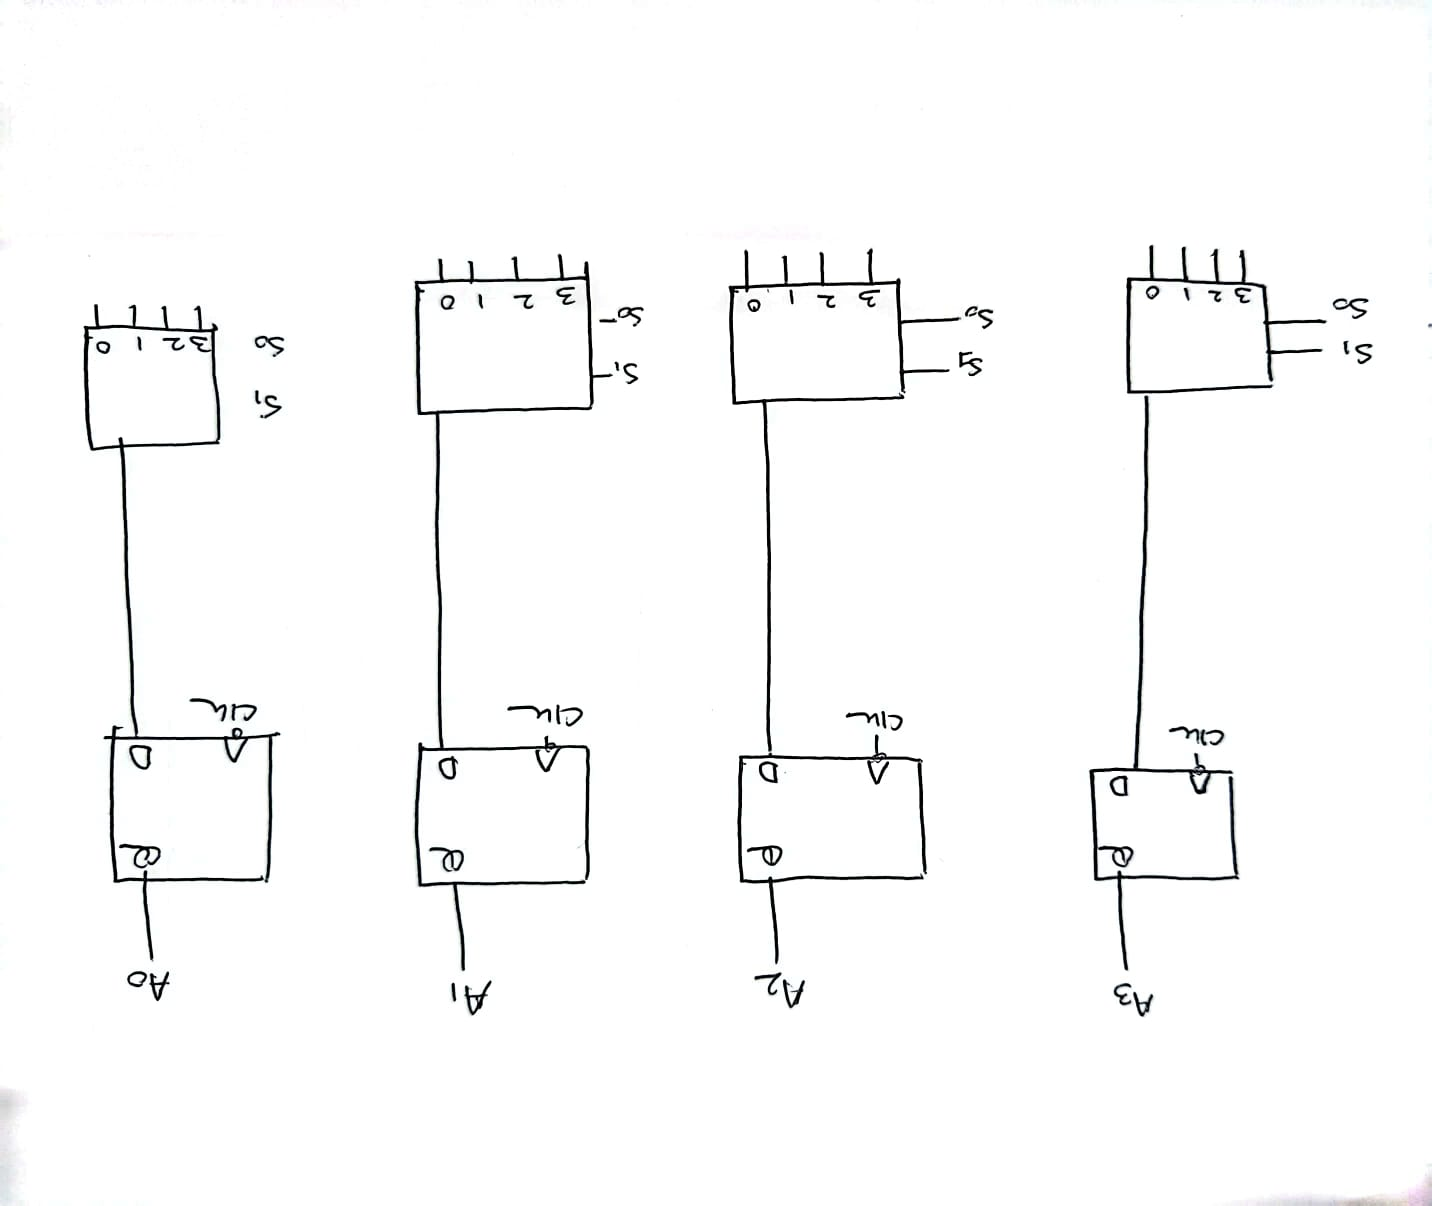 A3 A2 A1 A0
Q Q Q Q
D D D D
Clk Clk Clk Clk
S1 S1 S1 S1
S0 S0 S0 S0
3 2 1 0 3 2 1 0 3 2 1 0 3 2 1 0